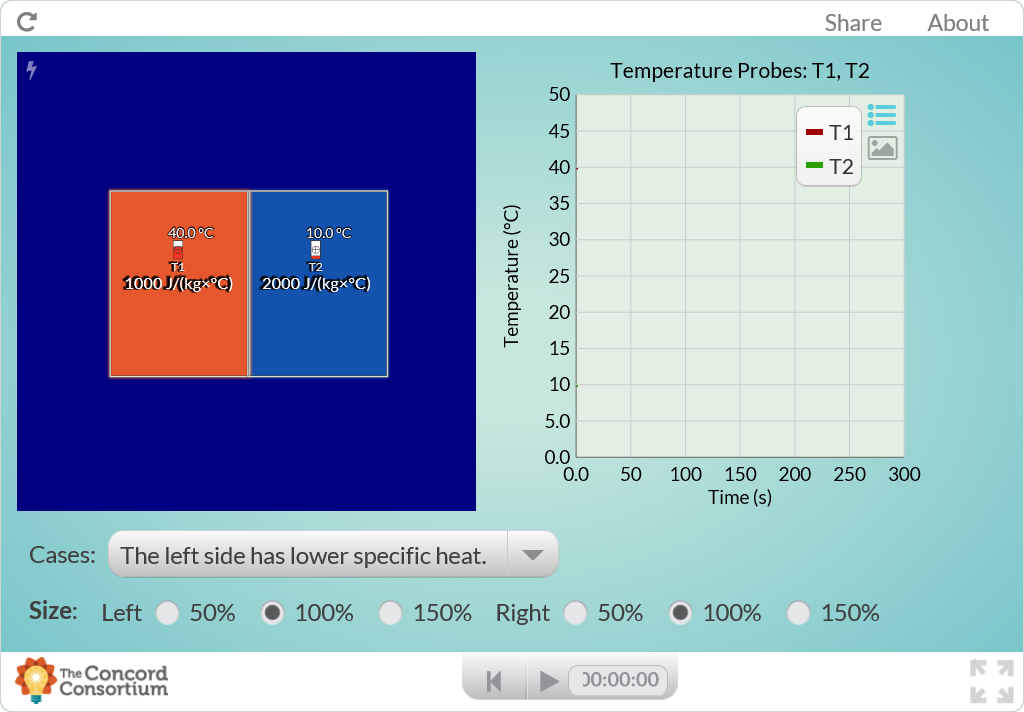 Share About
Temperature Probes: T1, T2
50
45
40
35
30
25
20
15
10
5.0
0.0
Temperature (°C)
T1
T2
0.0 50 100 150 200 250 300
Time (s)
40.0 °C 10.0 °C
T1 T2
1000 J/(kg×°C) 2000 J/(kg×°C)
Cases: The left side has lower specific heat.
Size: Left 50% 100% 150% Right 50% 100% 150%
The Concord
Consortium
00:00:00